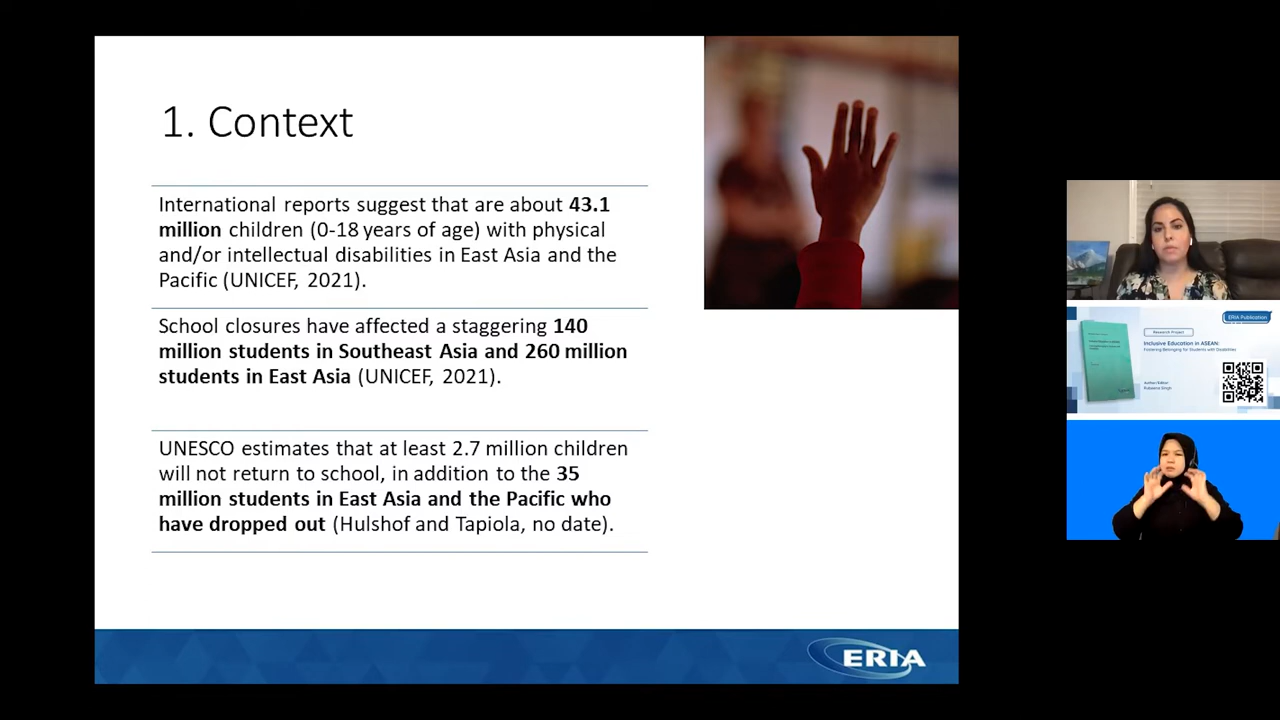 1. Context
International reports suggest that are about 43.1
million children (0-18 years of age) with physical
and/or intellectual disabilities in East Asia and the
Pacific (UNICEF, 2021).
School closures have affected a staggering 140
million students in Southeast Asia and 260 million
students in East Asia (UNICEF, 2021).
UNESCO estimates that at least 2.7 million children
will not return to school, in addition to the 35
million students in East Asia and the Pacific who
have dropped out (Hulshof and Tapiola, no date).
ERIA
ERIA Publication
Research Project
Inclusive Education in ASEAN:
Fostering Belonging for Students with Disabilities
Author/Editor:
Rubeena Singh